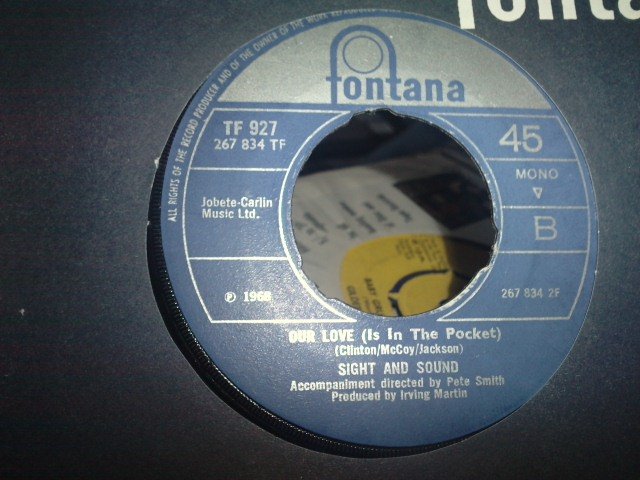 fontana
ALL RIGHTS OF THE RECORD PRODUCER AND OF THE OWNER OF THE WORK
fontana
TF 927
267 834 TF
45
MONO
Jobete-Carlin
Music Ltd.
B
℗ 1968
267 834 2F
OUR LOVE (Is In The Pocket)
(Clinton/McCoy/Jackson)
SIGHT AND SOUND
Accompaniment directed by Pete Smith
Produced by Irving Martin